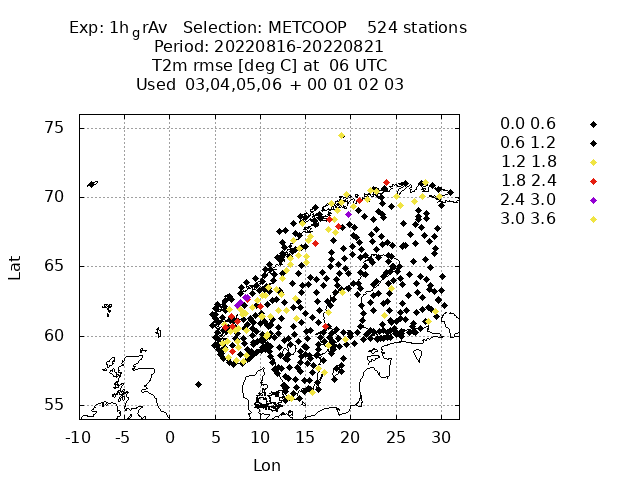 Exp: 1h grAv Selection: METCOOP 524 stations
Period: 20220816-20220821
T2m rmse [deg C] at 06 UTC
Used 03,04,05,06 + 00 01 02 03
0.0 0.6
0.6 1.2
1.2 1.8
1.8 2.4
2.4 3.0
3.0 3.6
75
70
65
60
55
Lat
-10 -5 0 5 10 15 20 25 30
Lon